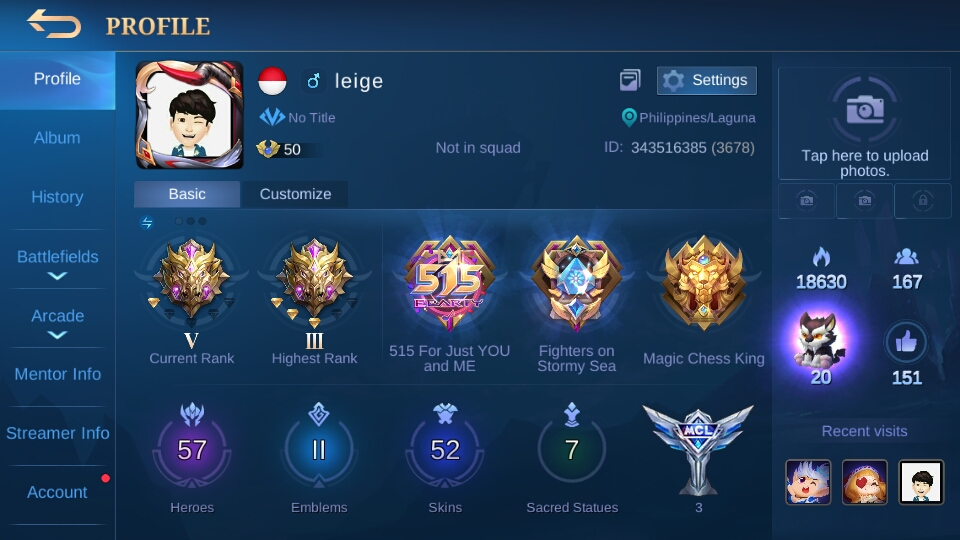 PROFILE
Profile
Album
History
Battlefields
Arcade
Mentor Info
Streamer Info
Account
leige
Settings
No Title
Philippines/Laguna
50
Not in squad
ID: 343516385 (3678)
Basic
Customize
V
Current Rank
III
Highest Rank
515
EPARTY
515 For Just YOU
and ME
Fighters on
Stormy Sea
Magic Chess King
57
Heroes
II
Emblems
52
Skins
7
Sacred Statues
MCL
3
Tap here to upload
photos.
18630
167
20
151
Recent visits